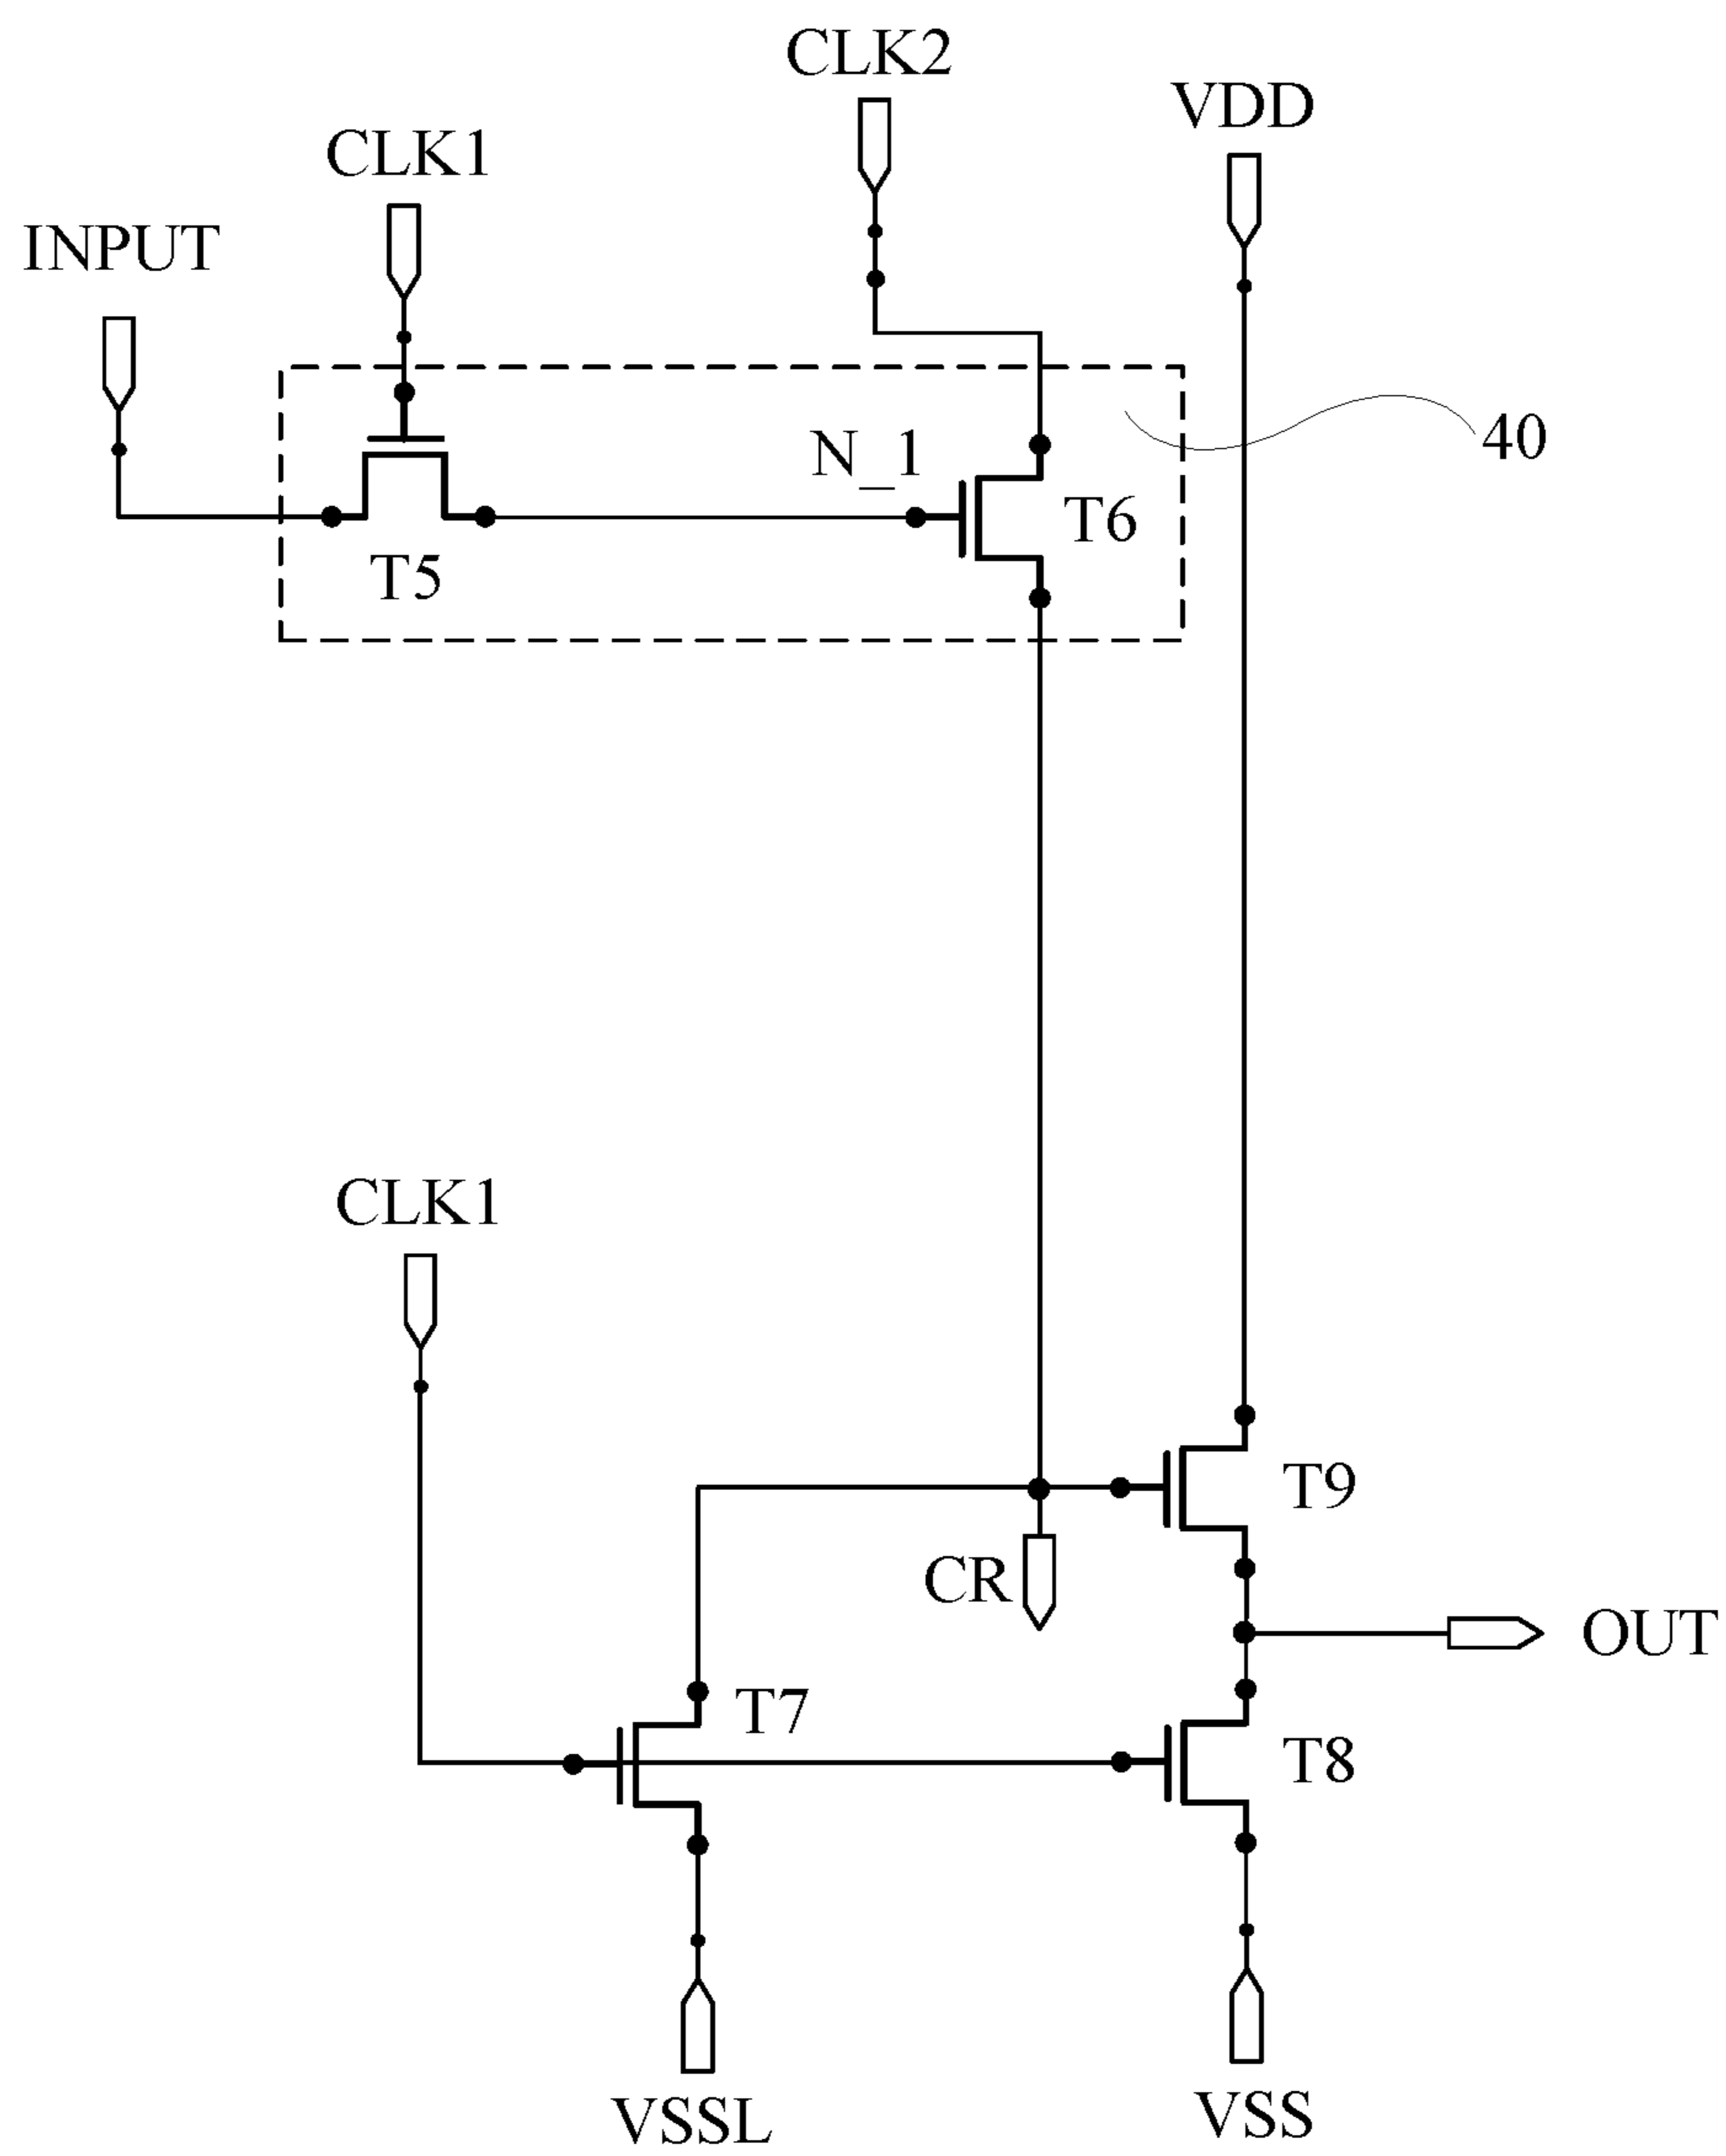 CLK2
VDD
CLK1
INPUT
40
N_1
T6
T5
CLK1
T9
CR
OUT
T7
T8
VSSL
VSS